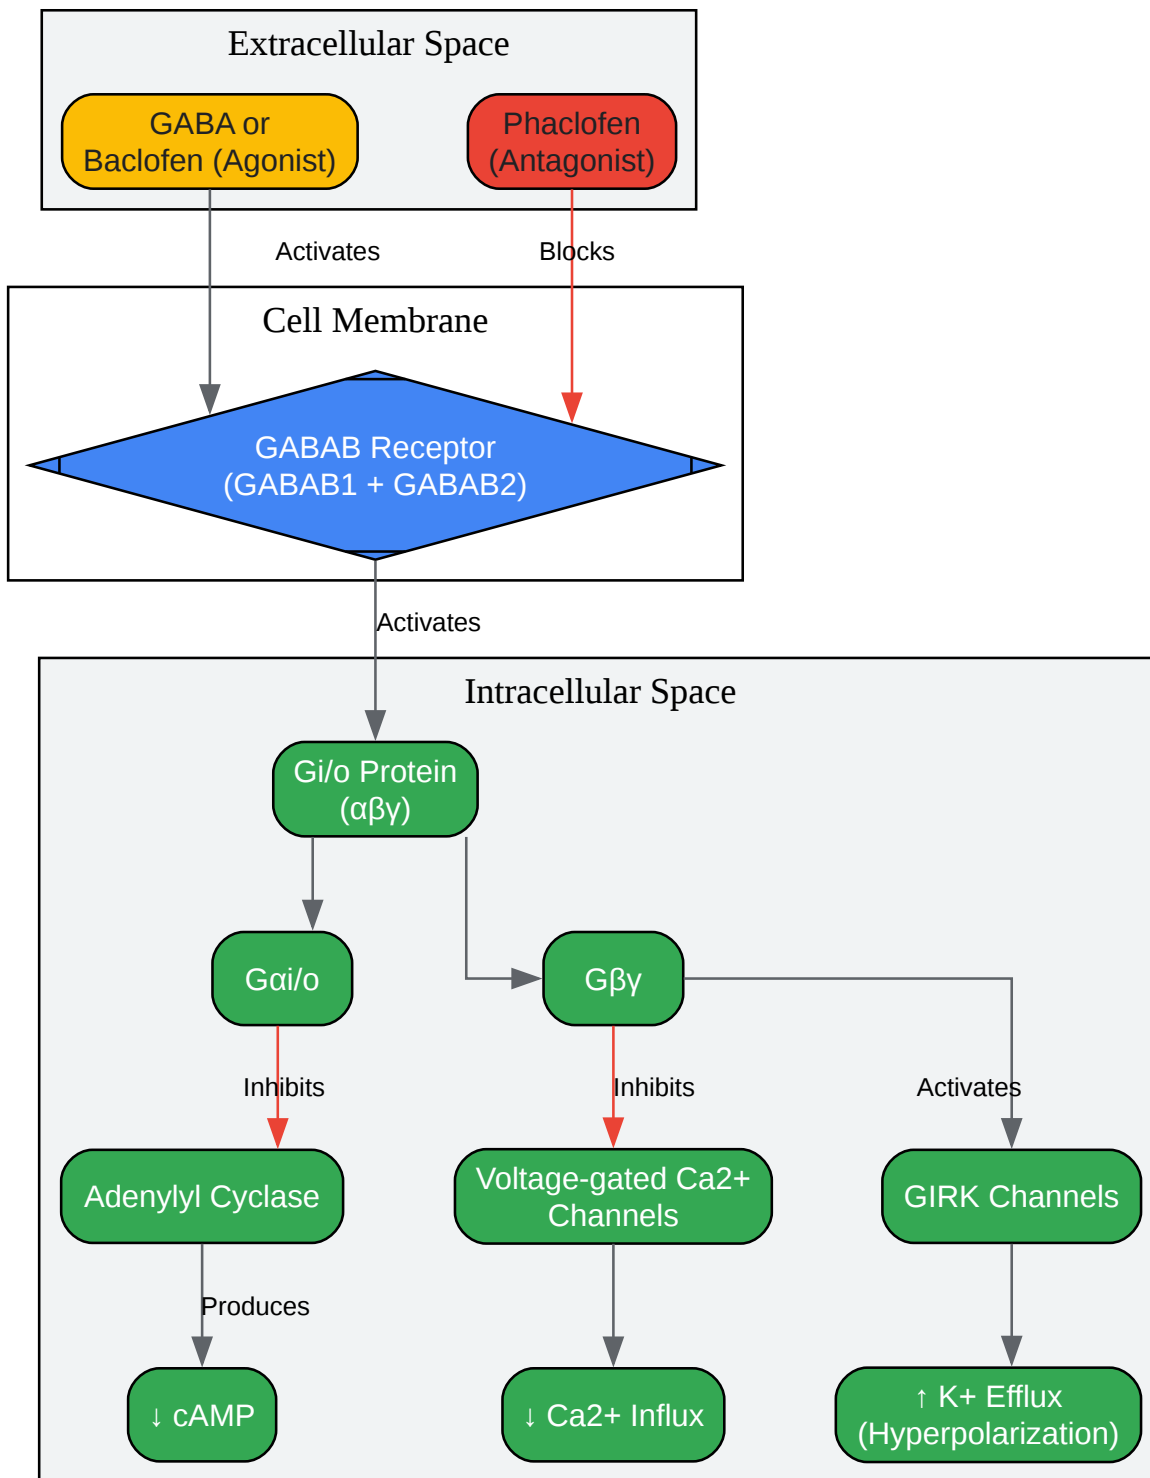 Extracellular Space
GABA or
Baclofen (Agonist)
Phaclofen
(Antagonist)
Activates
Blocks
Cell Membrane
GABAB Receptor
(GABAB1 + GABAB2)
Activates
Intracellular Space
Gi/o Protein
(αβγ)
Gαi/o
Gβγ
Inhibits
Inhibits
Activates
Adenylyl Cyclase
Voltage-gated Ca2+
Channels
GIRK Channels
Produces
↓ cAMP
↓ Ca2+ Influx
↑ K+ Efflux
(Hyperpolarization)